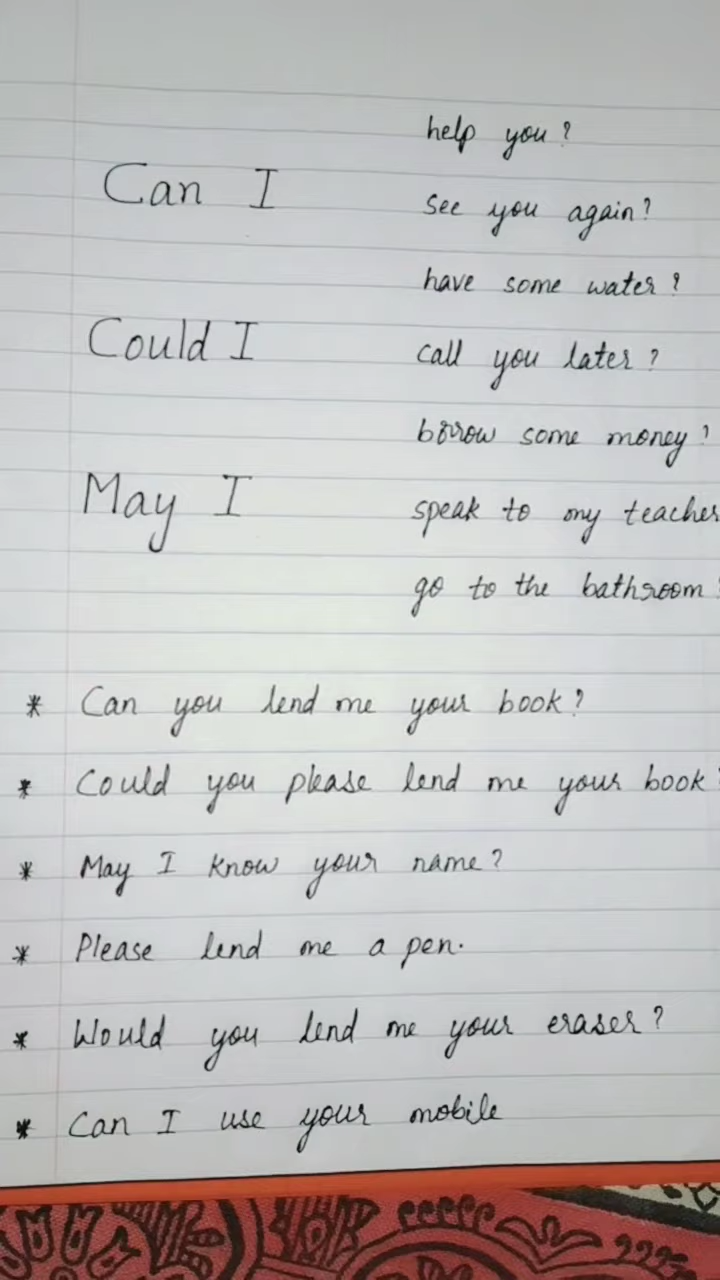 help you?
Can I
see you again?
have some water?
Could I
call you later?
borrow some money?
May I
speak to my teacher
go to the bathroom?
* Can you lend me your book?
* Could you please lend me your book?
* May I know your name?
* Please lend me a pen.
* Would you lend me your eraser?
* Can I use your mobile